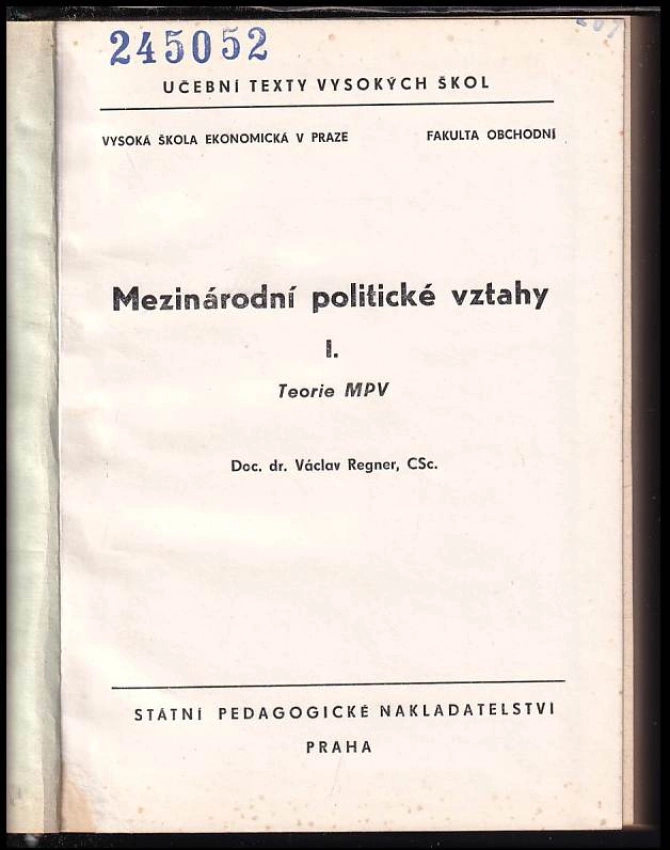 245052
UČEBNÍ TEXTY VYSOKÝCH ŠKOL
VYSOKÁ ŠKOLA EKONOMICKÁ V PRAZE FAKULTA OBCHODNÍ
Mezinárodní politické vztahy
I.
Teorie MPV
Doc. dr. Václav Regner, CSc.
STÁTNÍ PEDAGOGICKÉ NAKLADATELSTVÍ
PRAHA